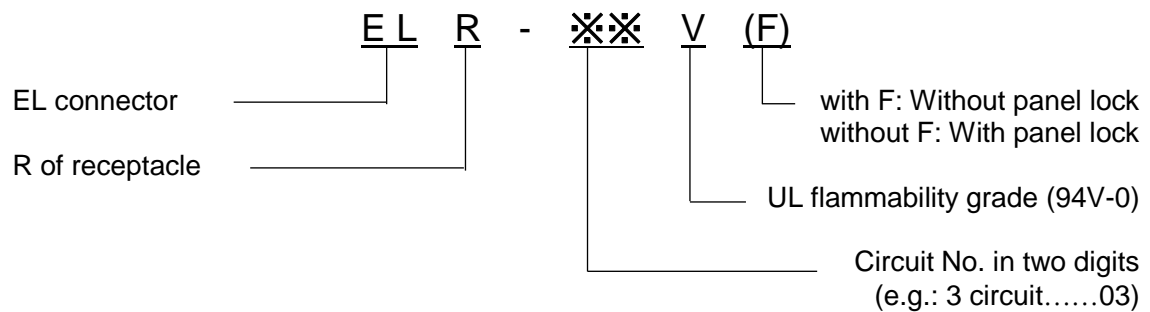 EL R - ※※ V (F)
EL connector
with F: Without panel lock
without F: With panel lock
R of receptacle
UL flammability grade (94V-0)
Circuit No. in two digits
(e.g.: 3 circuit……03)